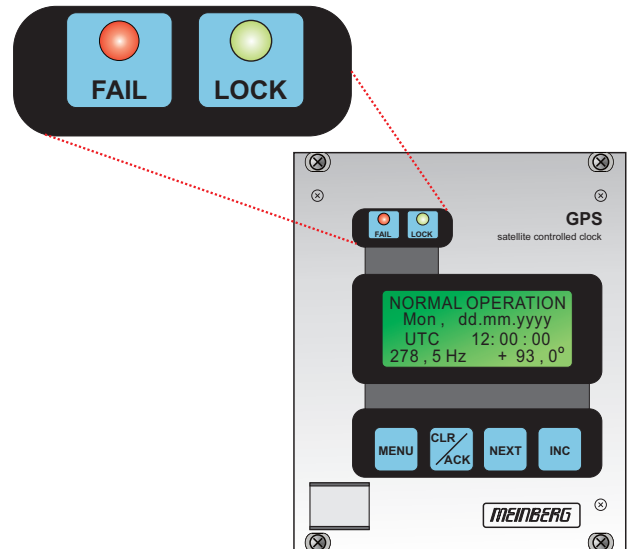 FAIL LOCK
GPS
satellite controlled clock
FAIL LOCK
NORMAL OPERATION
Mon , dd.mm.yyyy
UTC 12: 00 : 00
278 , 5 Hz + 93 , 0°
MENU CLR/ACK NEXT INC
MEINBERG